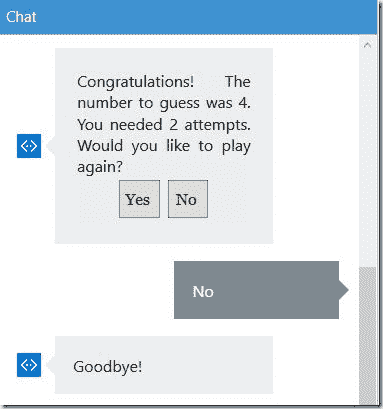 Chat
Congratulations! The
number to guess was 4.
You needed 2 attempts.
Would you like to play
again?
Yes No
No
Goodbye!